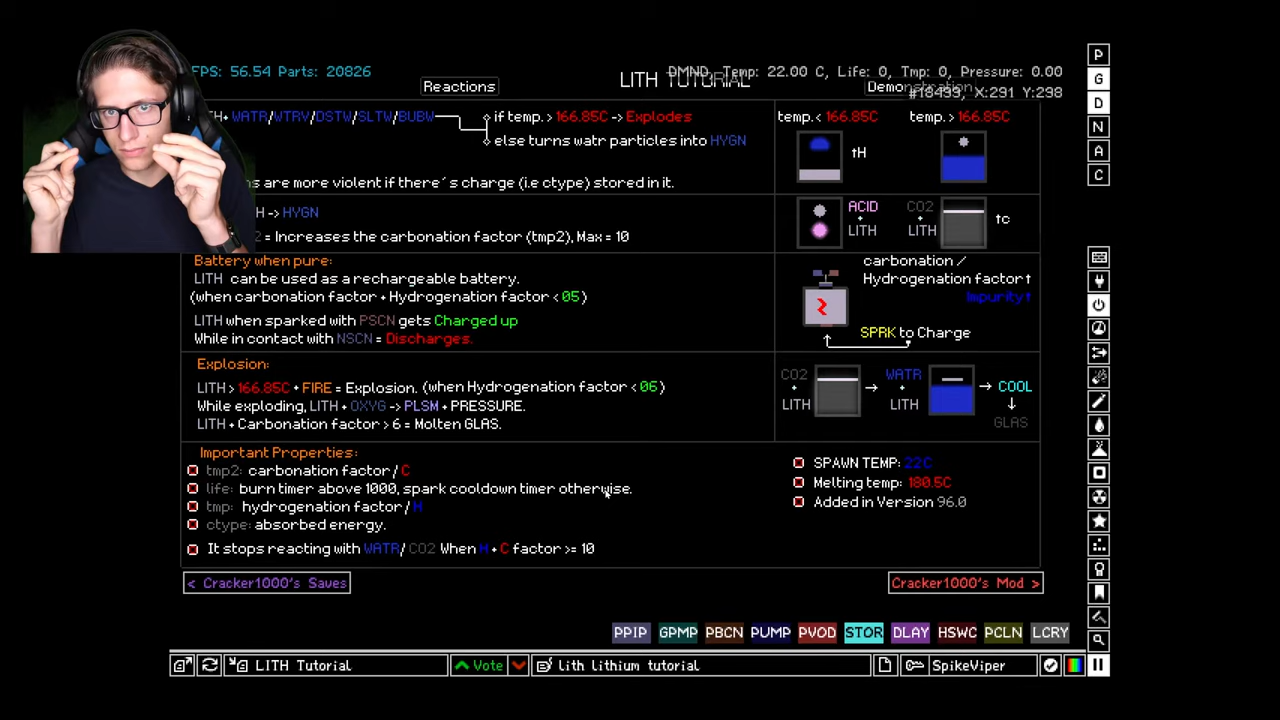 FPS: 56.54 Parts: 20826
DMND, Temp: 22.00 C, Life: 0, Tmp: 0, Pressure: 0.00
X:291 Y:298
Reactions
LITH TUTORIAL
Demonstration
WATR/WTRV/DSTW/SLTW/BUBW
if temp. > 166.85C -> Explodes
else turns watr particles into HYGN
are more violent if there´s charge (i.e ctype) stored in it.
H -> HYGN
= Increases the carbonation factor (tmp2), Max = 10
Battery when pure:
LITH can be used as a rechargeable battery.
(when carbonation factor + Hydrogenation factor < 05)
LITH when sparked with PSCN gets Charged up
While in contact with NSCN = Discharges.
Explosion:
LITH > 166.85C + FIRE = Explosion. (when Hydrogenation factor < 06)
While exploding, LITH + OXYG -> PLSM + PRESSURE.
LITH + Carbonation factor > 6 = Molten GLAS.
Important Properties:
tmp2: carbonation factor / C
life: burn timer above 1000, spark cooldown timer otherwise.
tmp: hydrogenation factor / H
ctype: absorbed energy.
It stops reacting with WATR/ CO2 When H + C factor >= 10
temp. < 166.85C temp. > 166.85C
↑H
ACID + LITH
CO2 + LITH
↑C
carbonation /
Hydrogenation factor ↑
Impurity ↑
SPRK to Charge
CO2 + LITH → WATR + LITH → COOL ↓ GLAS
SPAWN TEMP: 22C
Melting temp: 180.5C
Added in Version 96.0
< Cracker1000's Saves
Cracker1000's Mod >
PPIP GPMP PBCN PUMP PVOD STOR DLAY HSWC PCLN LCRY
LITH Tutorial Vote lith lithium tutorial SpikeViper
P
G
D
N
A
C